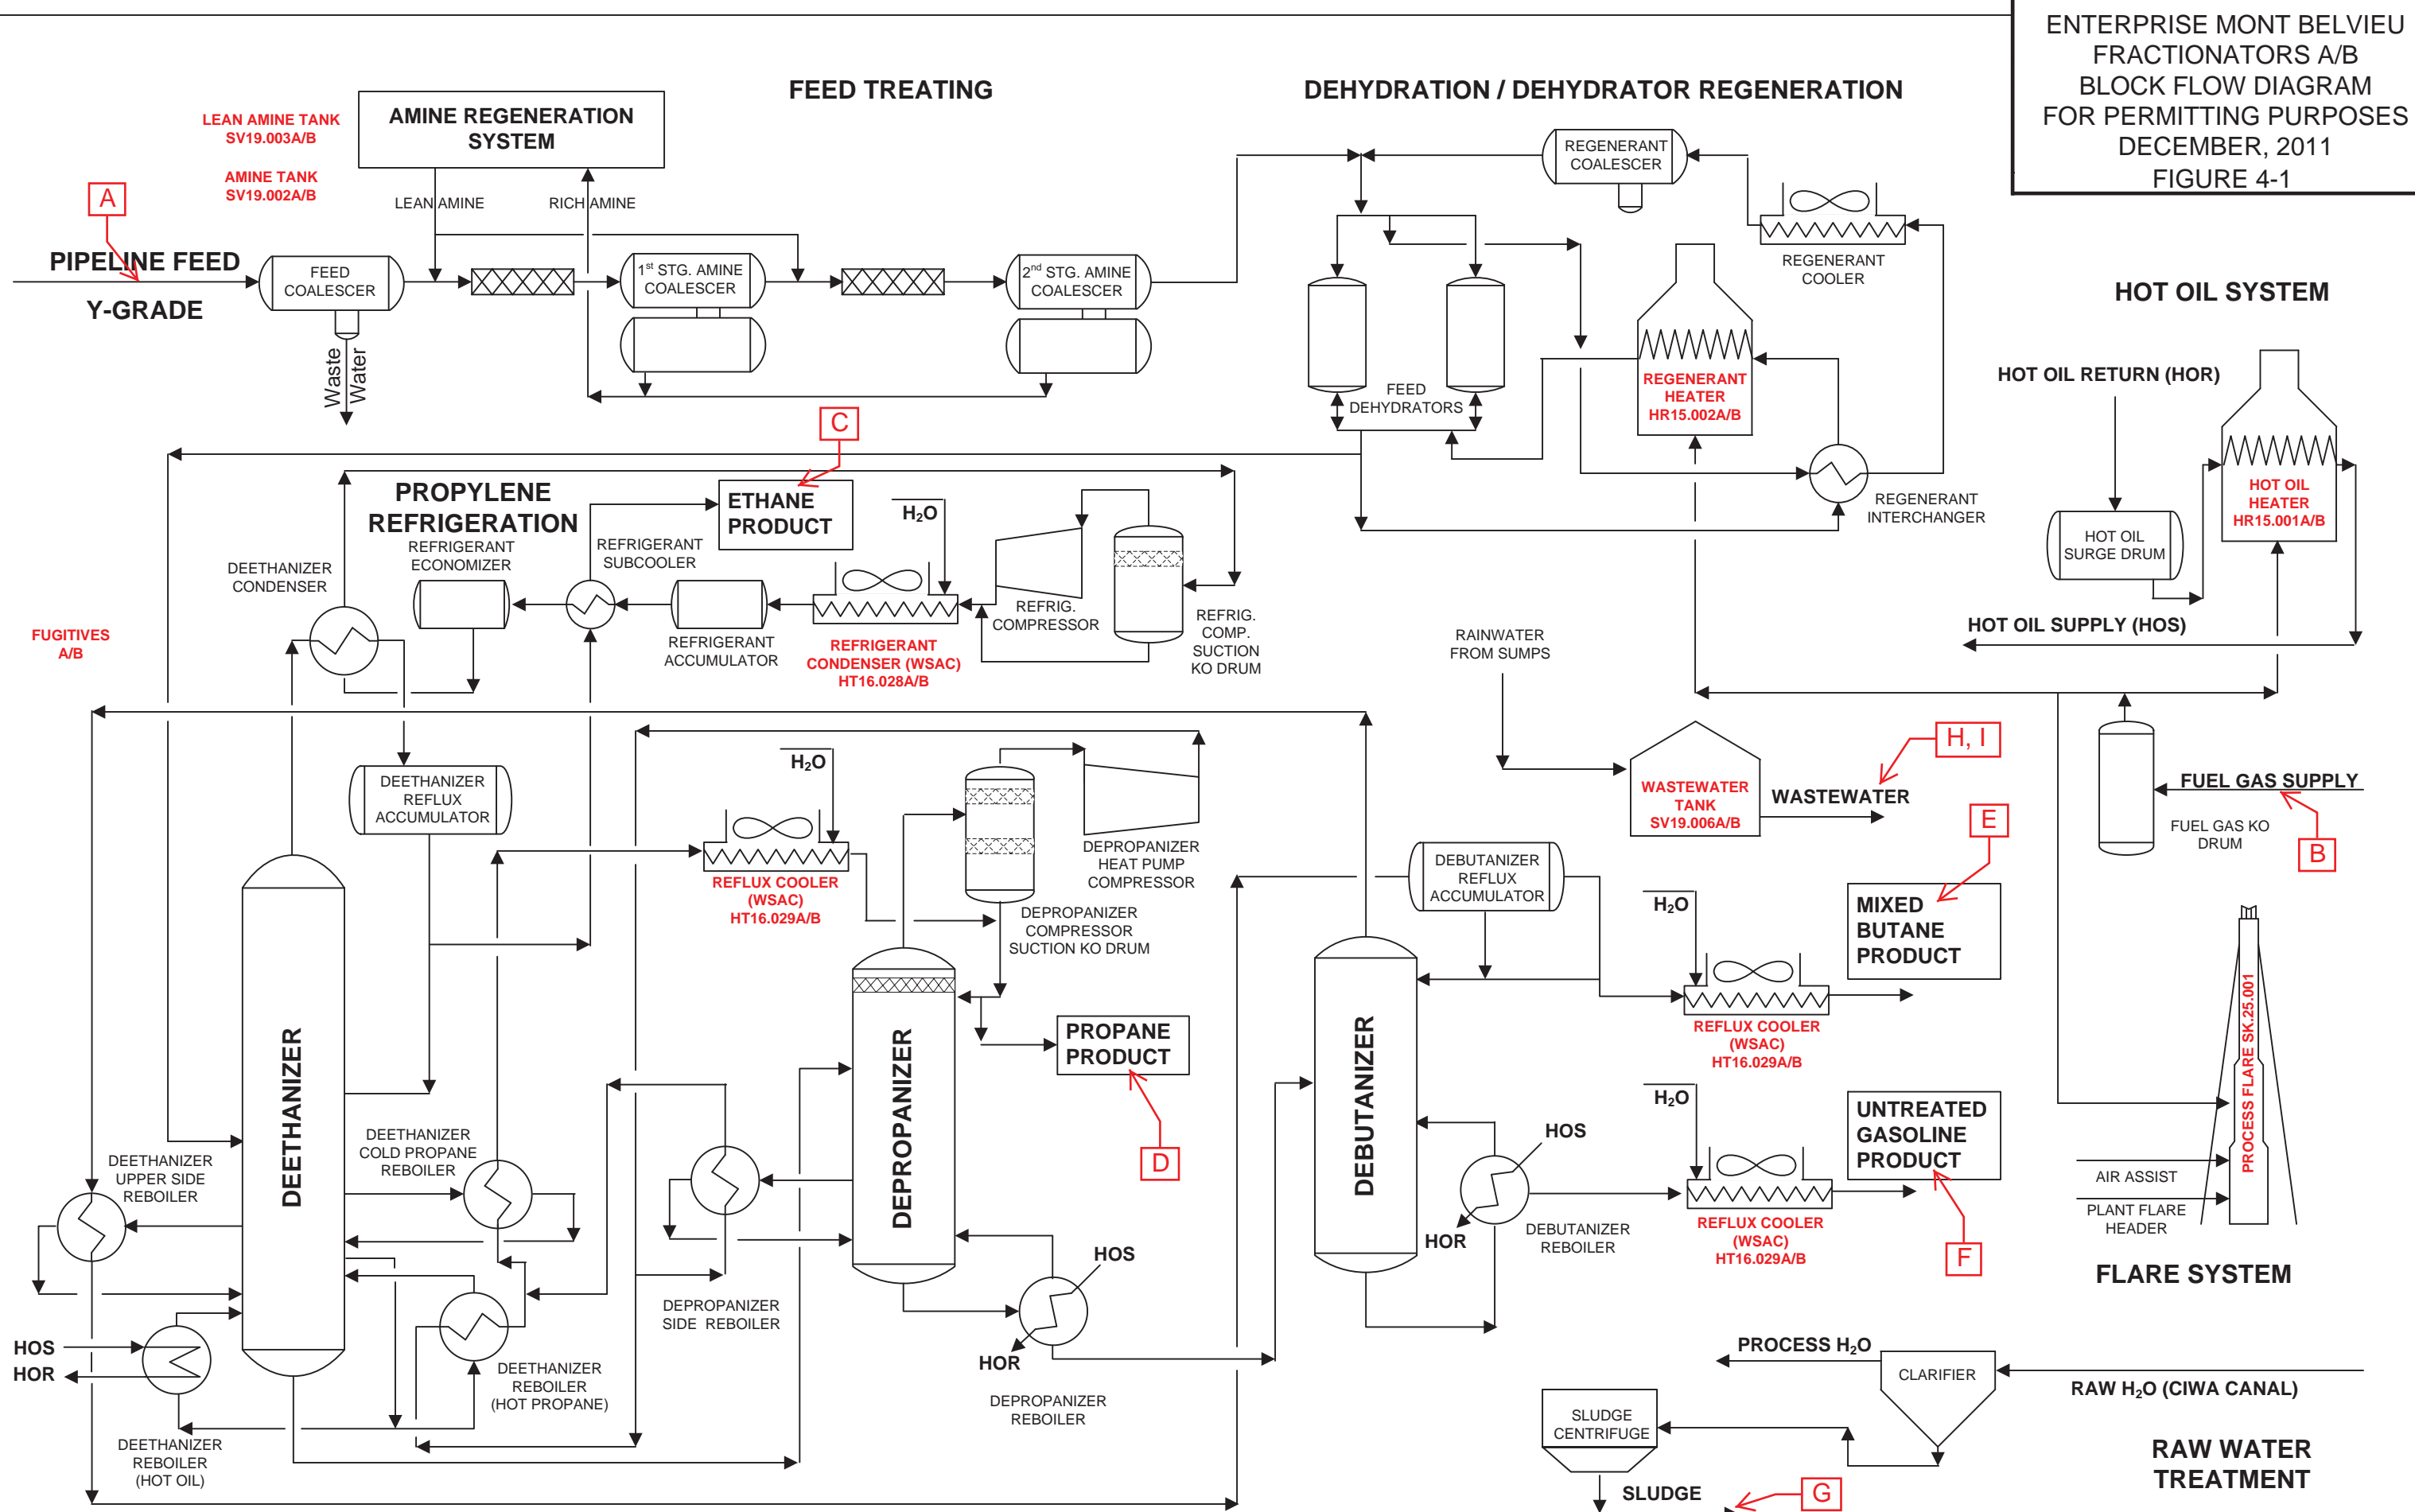 ENTERPRISE MONT BELVIEU
FRACTIONATORS A/B
BLOCK FLOW DIAGRAM
FOR PERMITTING PURPOSES
DECEMBER, 2011
FIGURE 4-1
FEED TREATING
DEHYDRATION / DEHYDRATOR REGENERATION
LEAN AMINE TANK
SV19.003A/B
AMINE TANK
SV19.002A/B
AMINE REGENERATION
SYSTEM
LEAN AMINE
RICH AMINE
A
PIPELINE FEED
Y-GRADE
FEED
COALESCER
Waste
Water
1st STG. AMINE
COALESCER
2nd STG. AMINE
COALESCER
REGENERANT
COALESCER
REGENERANT
COOLER
FEED
DEHYDRATORS
REGENERANT
HEATER
HR15.002A/B
REGENERANT
INTERCHANGER
HOT OIL SYSTEM
HOT OIL RETURN (HOR)
HOT OIL
SURGE DRUM
HOT OIL
HEATER
HR15.001A/B
HOT OIL SUPPLY (HOS)
C
PROPYLENE
REFRIGERATION
ETHANE
PRODUCT
H2O
REFRIGERANT
ECONOMIZER
REFRIGERANT
SUBCOOLER
DEETHANIZER
CONDENSER
REFRIGERANT
ACCUMULATOR
REFRIGERANT
CONDENSER (WSAC)
HT16.028A/B
REFRIG.
COMPRESSOR
REFRIG.
COMP.
SUCTION
KO DRUM
FUGITIVES
A/B
RAINWATER
FROM SUMPS
WASTEWATER
TANK
SV19.006A/B
WASTEWATER
H, I
FUEL GAS SUPPLY
FUEL GAS KO
DRUM
B
DEETHANIZER
REFLUX
ACCUMULATOR
H2O
REFLUX COOLER
(WSAC)
HT16.029A/B
DEPROPANIZER
HEAT PUMP
COMPRESSOR
DEPROPANIZER
COMPRESSOR
SUCTION KO DRUM
DEBUTANIZER
REFLUX
ACCUMULATOR
H2O
E
MIXED
BUTANE
PRODUCT
REFLUX COOLER
(WSAC)
HT16.029A/B
DEETHANIZER
DEPROPANIZER
DEBUTANIZER
PROPANE
PRODUCT
D
H2O
UNTREATED
GASOLINE
PRODUCT
F
REFLUX COOLER
(WSAC)
HT16.029A/B
PROCESS FLARE SK.25.001
AIR ASSIST
PLANT FLARE
HEADER
FLARE SYSTEM
DEETHANIZER
UPPER SIDE
REBOILER
DEETHANIZER
COLD PROPANE
REBOILER
HOS
HOR
DEBUTANIZER
REBOILER
HOS
HOR
DEPROPANIZER
REBOILER
DEPROPANIZER
SIDE REBOILER
HOS
HOR
DEETHANIZER
REBOILER
(HOT OIL)
DEETHANIZER
REBOILER
(HOT PROPANE)
PROCESS H2O
CLARIFIER
RAW H2O (CIWA CANAL)
SLUDGE
CENTRIFUGE
RAW WATER
TREATMENT
SLUDGE
G